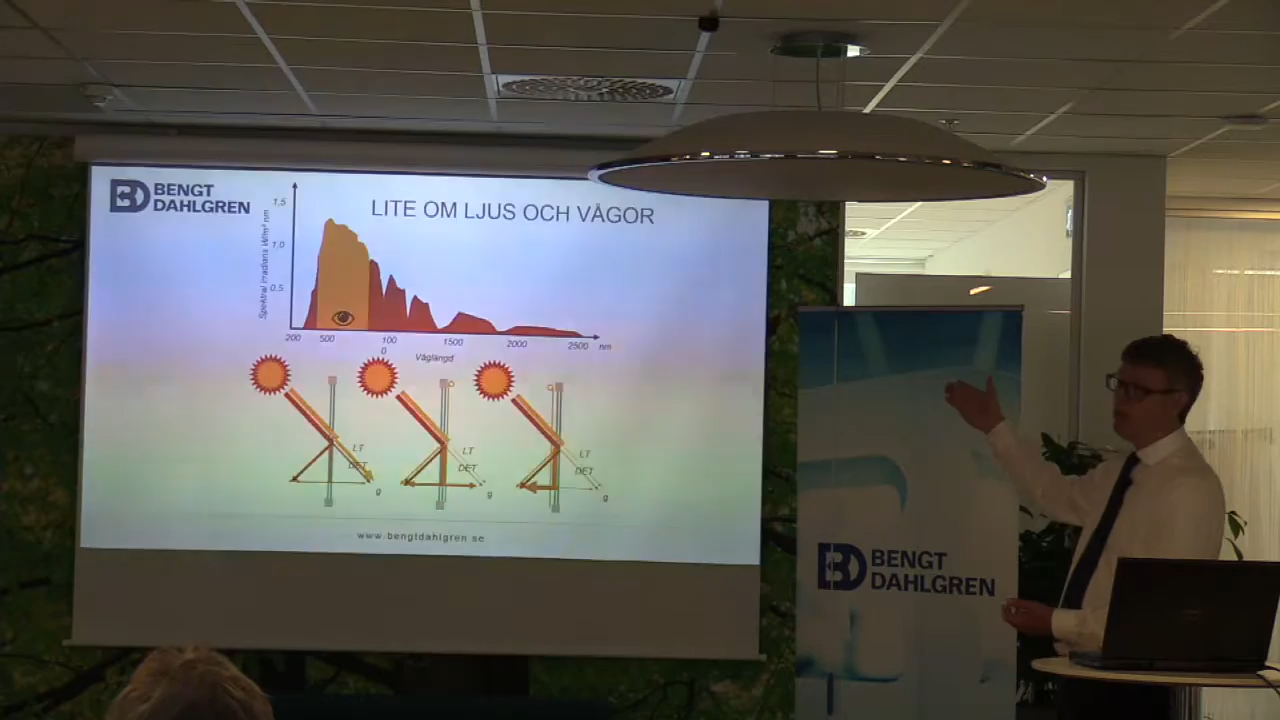 BENGT
DAHLGREN
LITE OM LJUS OCH VÅGOR
1,5
1,0
0,5
200
500
100
0
1500
2000
2500
nm
Våglängd
LT
DET
g
LT
DET
g
LT
DET
g
www.bengtdahlgren.se
BENGT
DAHLGREN